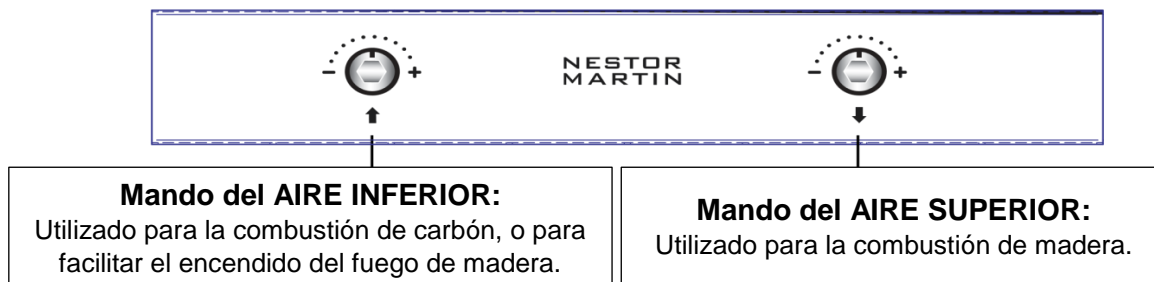 - +
NESTOR
MARTIN
- +
Mando del AIRE INFERIOR:
Utilizado para la combustión de carbón, o para
facilitar el encendido del fuego de madera.
Mando del AIRE SUPERIOR:
Utilizado para la combustión de madera.